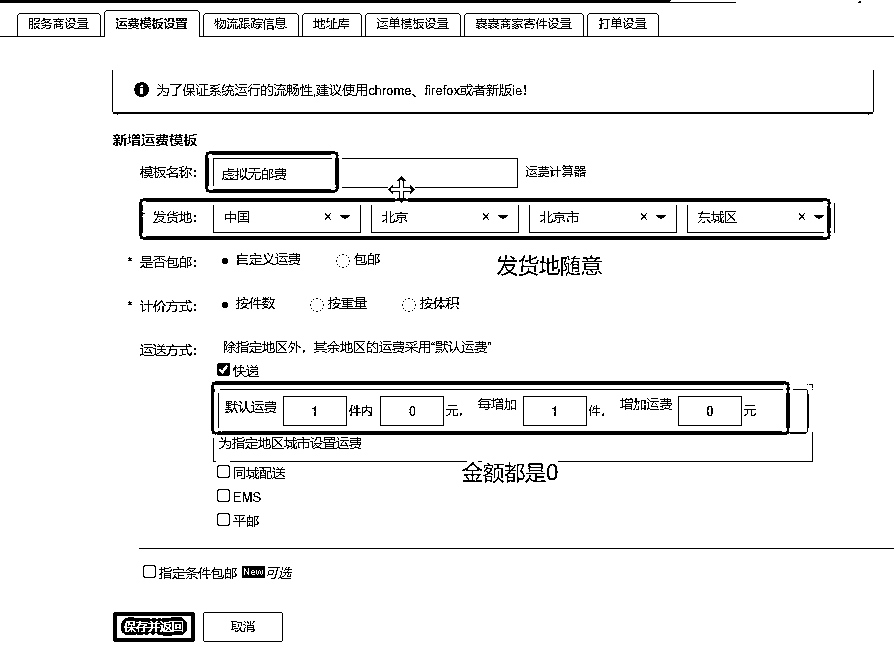 服务商设置 运费模板设置 物流跟踪信息 地址库 运单模板设置 裹裹商家寄件设置 打单设置
为了保证系统运行的流畅性,建议使用chrome、firefox或者新版ie!
新增运费模板
模板名称: 虚拟无邮费 运费计算器
发货地: 中国 北京 北京市 东城区
* 是否包邮: 自定义运费 包邮
发货地随意
* 计价方式: 按件数 按重量 按体积
运送方式: 除指定地区外，其余地区的运费采用“默认运费”
快递
默认运费 1 件内 0 元， 每增加 1 件， 增加运费 0 元
为指定地区城市设置运费
同城配送
金额都是0
EMS
平邮
指定条件包邮 New 可选
保存并返回 取消